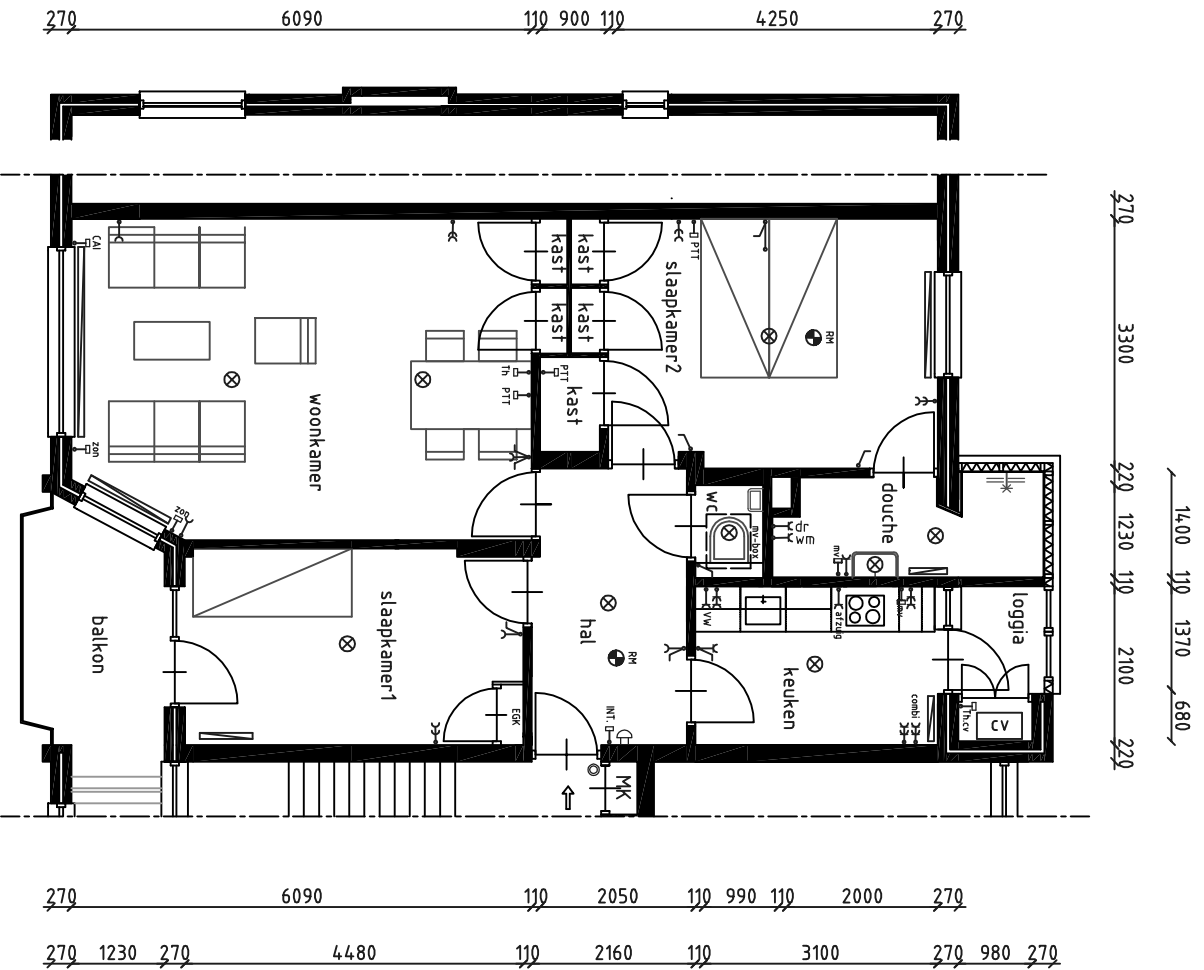 270 6090 110 900 110 4250 270
270
3300
220
1230
110
2100
220
1400
110
1370
680
CAI
kast
kast
PTT
slaapkamer2
kast
kast
RM
Th
PTT
PTT
kast
woonkamer
zon
zon
wc
mv-box
dr
wm
douche
mv
slaapkamer1
balkon
hal
RM
VW
afzuig
mv
keuken
loggia
combi
Th.cv
CV
EGK
INT.
MK
270 6090 110 2050 110 990 110 2000 270
270 1230 270 4480 110 2160 110 3100 270 980 270